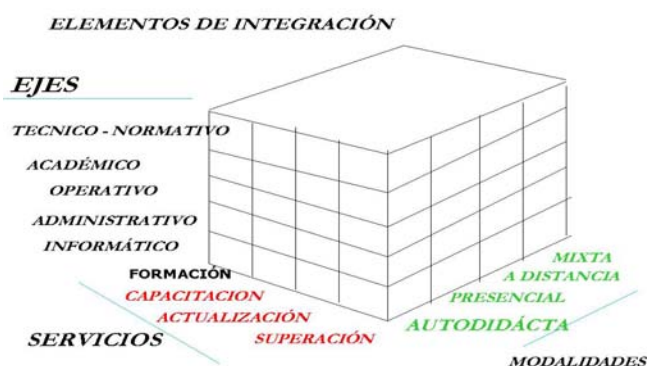 ELEMENTOS DE INTEGRACIÓN
EJES
TECNICO - NORMATIVO
ACADÉMICO
OPERATIVO
ADMINISTRATIVO
INFORMÁTICO
FORMACIÓN
CAPACITACION
ACTUALIZACIÓN
SUPERACIÓN
SERVICIOS
MIXTA
A DISTANCIA
PRESENCIAL
AUTODIDÁCTA
MODALIDADES